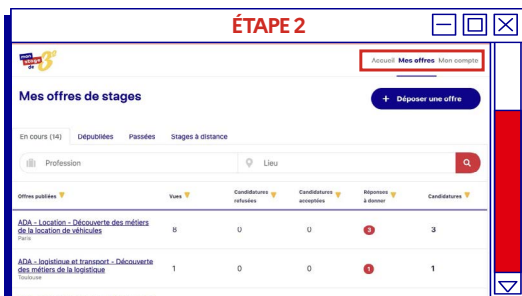 ÉTAPE 2
mon stage de 3e
Accueil Mes offres Mon compte
Mes offres de stages
+ Déposer une offre
En cours (14) Dépubliées Passées Stages à distance
Profession Lieu
Offres publiées Vues Candidatures refusées Candidatures acceptées Réponses à donner Candidatures
ADA - Location - Découverte des métiers
de la location de véhicules 8 0 0 3 3
Paris
ADA - logistique et transport - Découverte
des métiers de la logistique 1 0 0 1 1
Toulouse